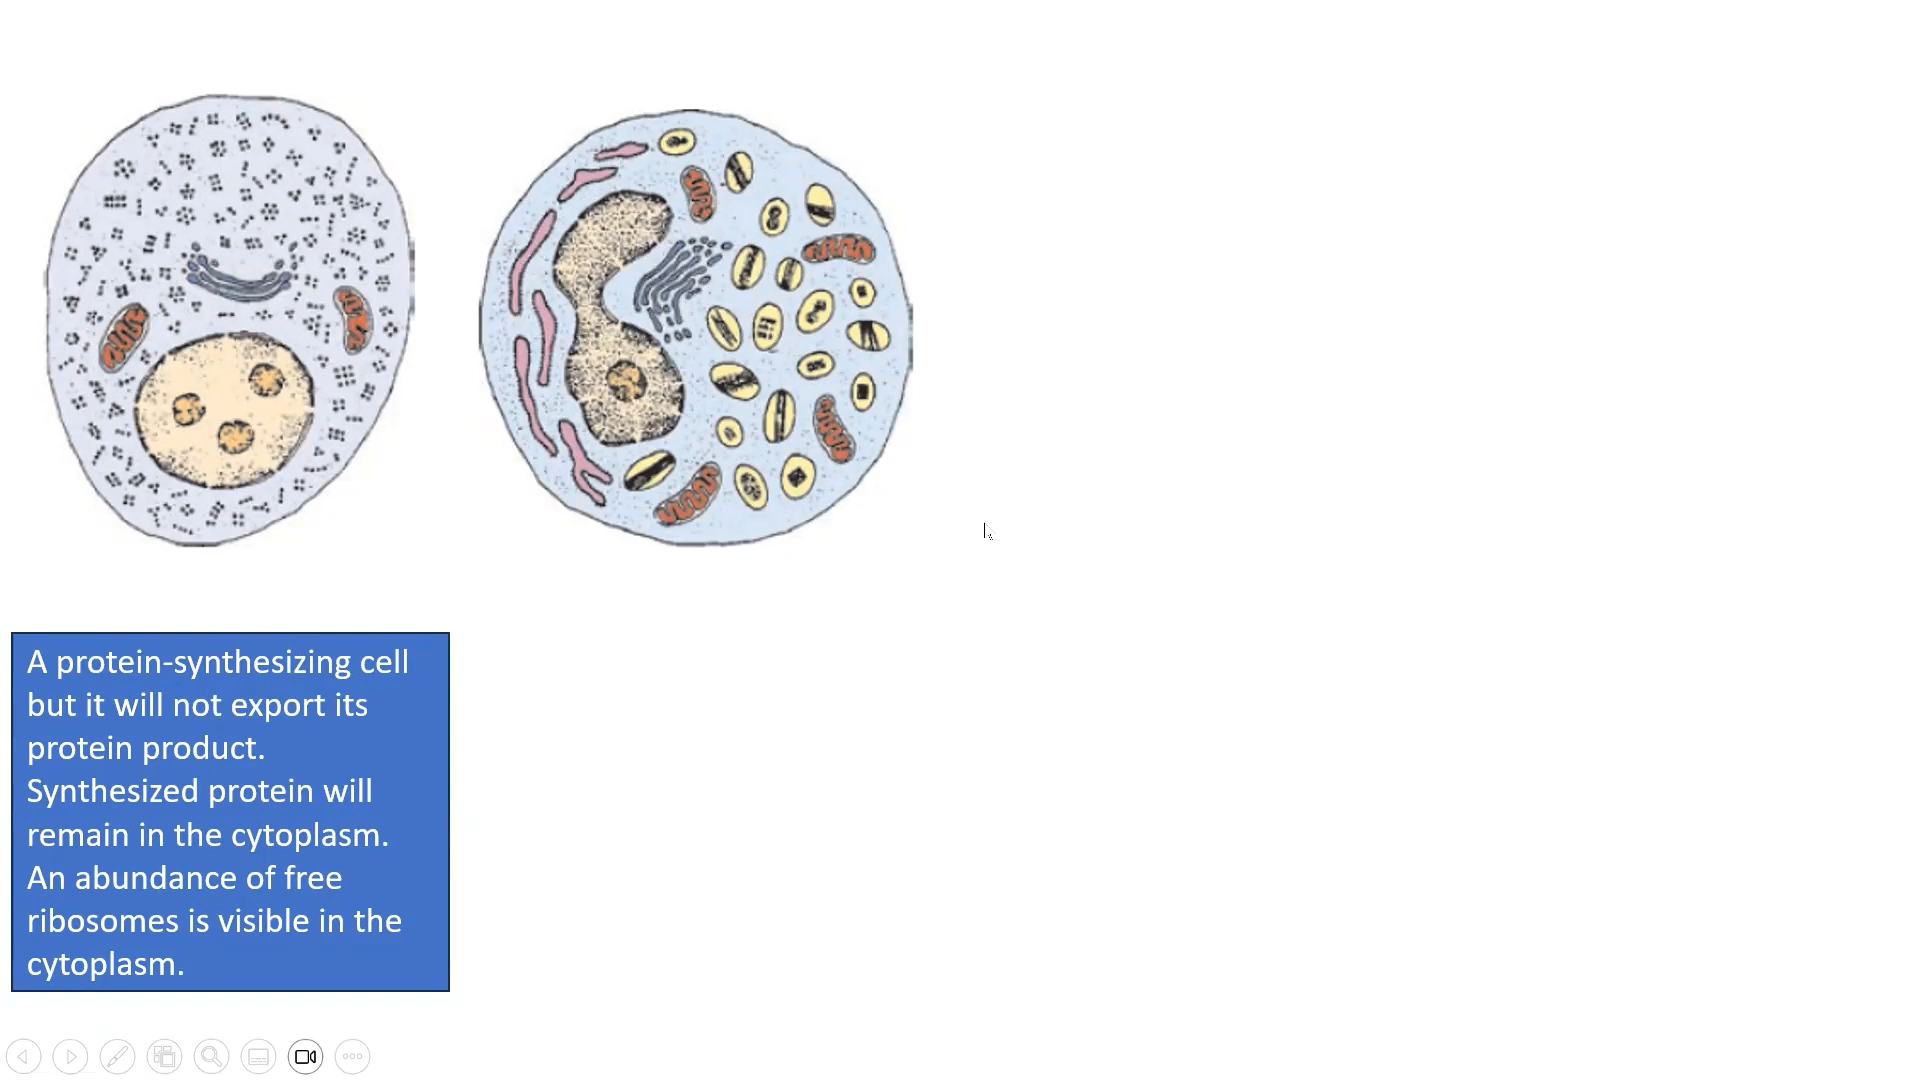 A protein-synthesizing cell
but it will not export its
protein product.
Synthesized protein will
remain in the cytoplasm.
An abundance of free
ribosomes is visible in the
cytoplasm.